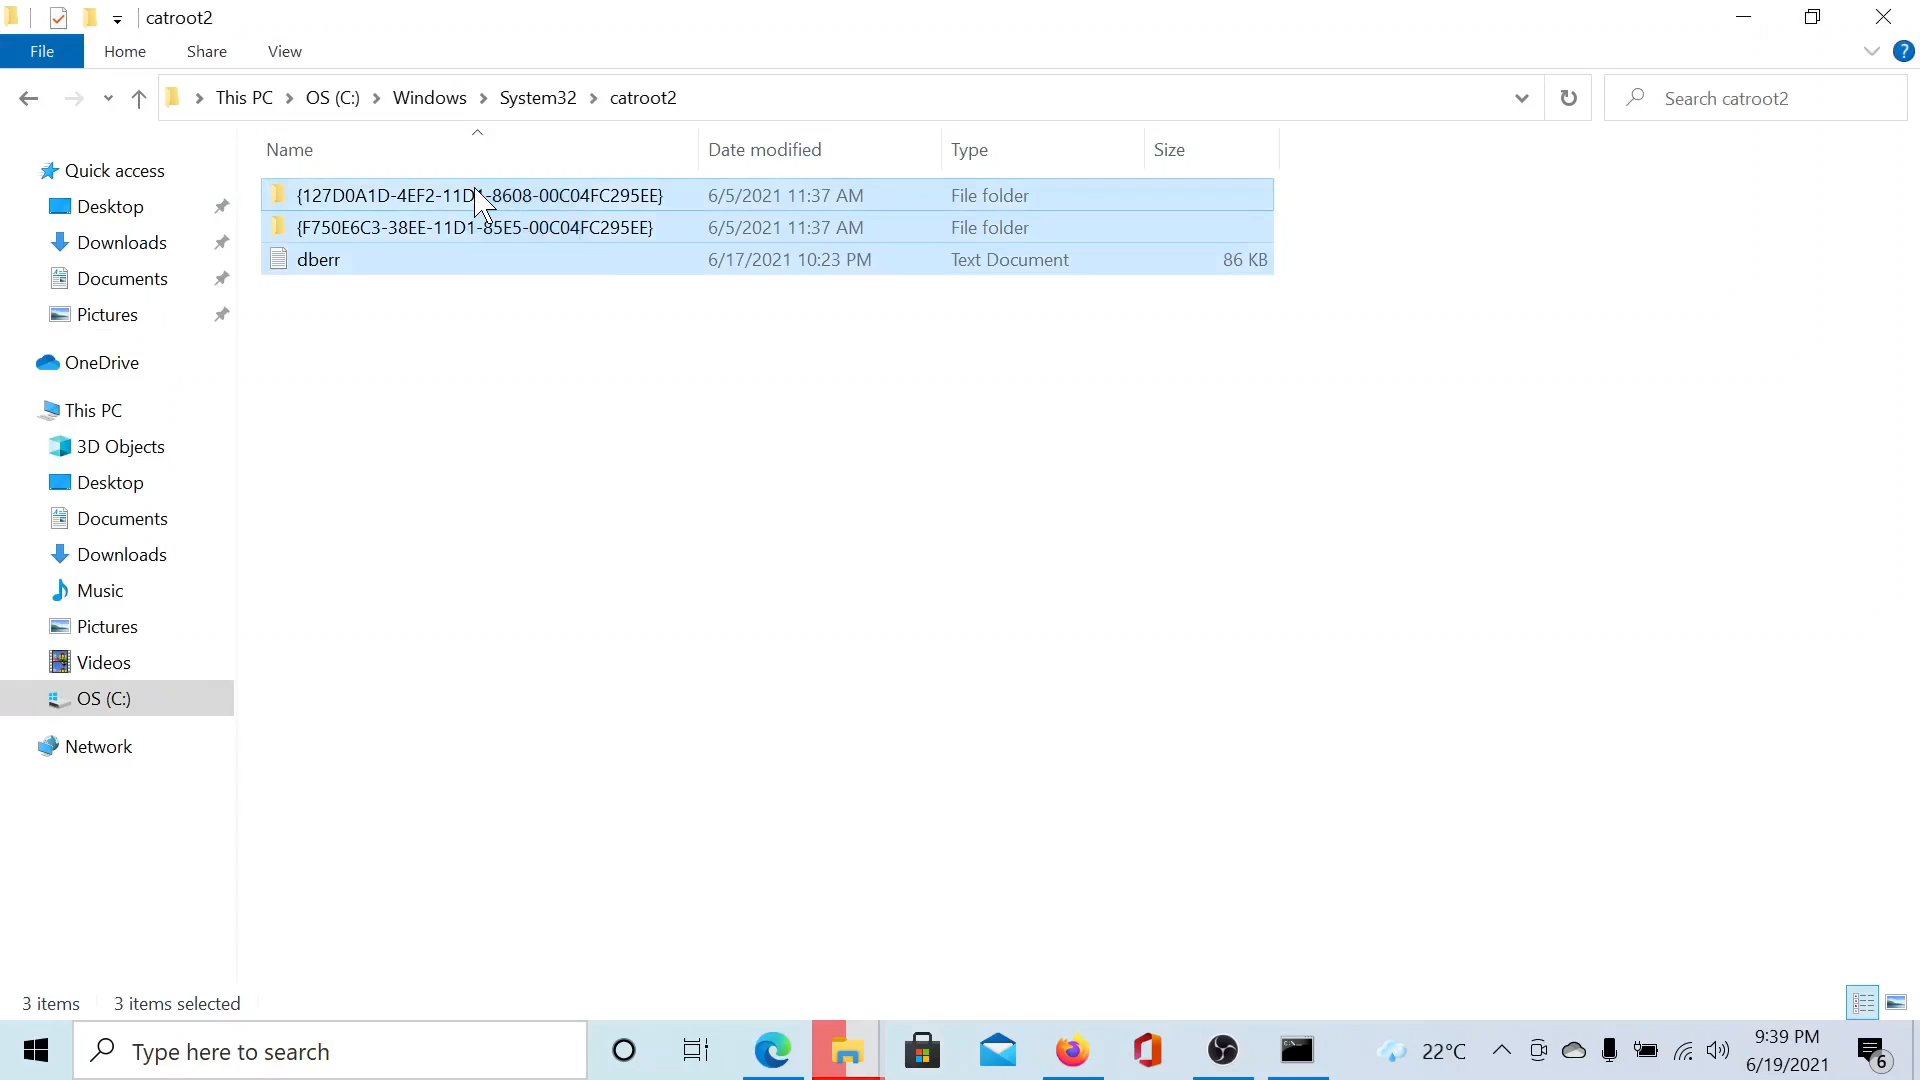 catroot2
File Home Share View
This PC OS (C:) Windows System32 catroot2
Search catroot2
Name Date modified Type Size
{127D0A1D-4EF2-11D1-8608-00C04FC295EE} 6/5/2021 11:37 AM File folder
{F750E6C3-38EE-11D1-85E5-00C04FC295EE} 6/5/2021 11:37 AM File folder
dberr 6/17/2021 10:23 PM Text Document 86 KB
Quick access
Desktop
Downloads
Documents
Pictures
OneDrive
This PC
3D Objects
Desktop
Documents
Downloads
Music
Pictures
Videos
OS (C:)
Network
3 items 3 items selected
Type here to search
22°C
9:39 PM
6/19/2021
6